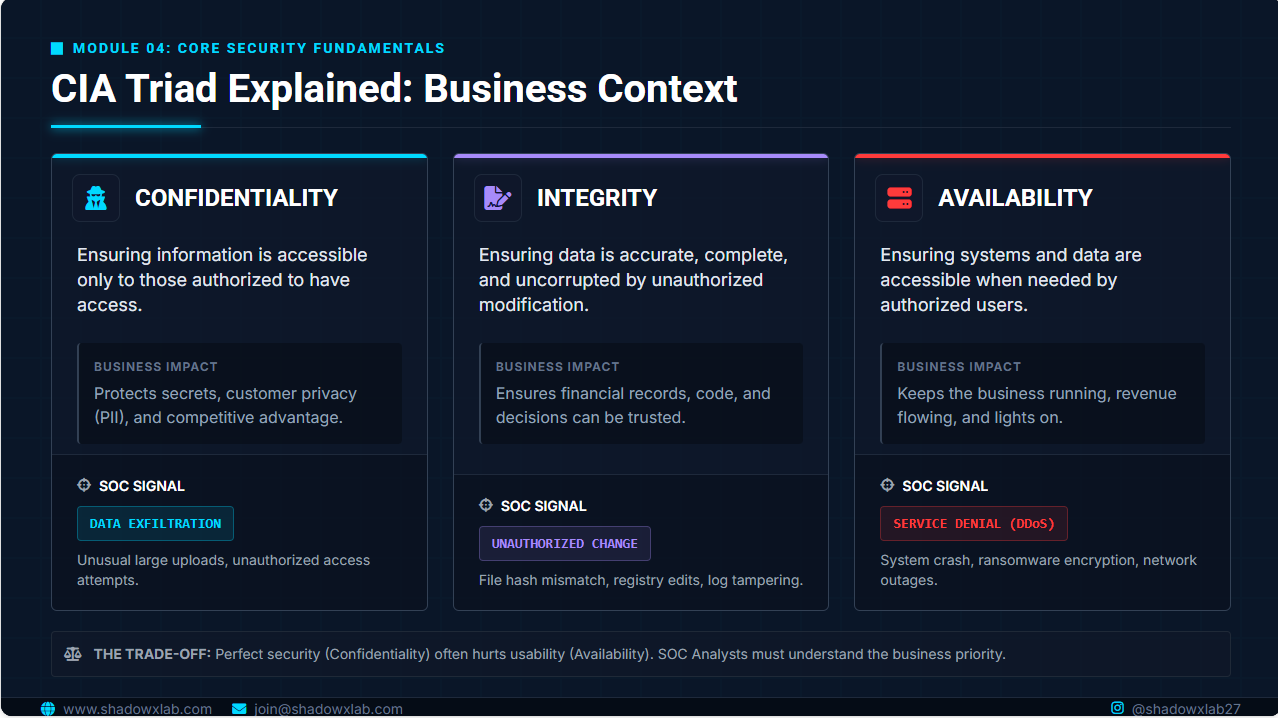 MODULE 04: CORE SECURITY FUNDAMENTALS
CIA Triad Explained: Business Context
CONFIDENTIALITY
Ensuring information is accessible
only to those authorized to have
access.
BUSINESS IMPACT
Protects secrets, customer privacy
(PII), and competitive advantage.
SOC SIGNAL
DATA EXFILTRATION
Unusual large uploads, unauthorized access
attempts.
INTEGRITY
Ensuring data is accurate, complete,
and uncorrupted by unauthorized
modification.
BUSINESS IMPACT
Ensures financial records, code, and
decisions can be trusted.
SOC SIGNAL
UNAUTHORIZED CHANGE
File hash mismatch, registry edits, log tampering.
AVAILABILITY
Ensuring systems and data are
accessible when needed by
authorized users.
BUSINESS IMPACT
Keeps the business running, revenue
flowing, and lights on.
SOC SIGNAL
SERVICE DENIAL (DDoS)
System crash, ransomware encryption, network
outages.
THE TRADE-OFF: Perfect security (Confidentiality) often hurts usability (Availability). SOC Analysts must understand the business priority.
www.shadowxlab.com join@shadowxlab.com @shadowxlab27